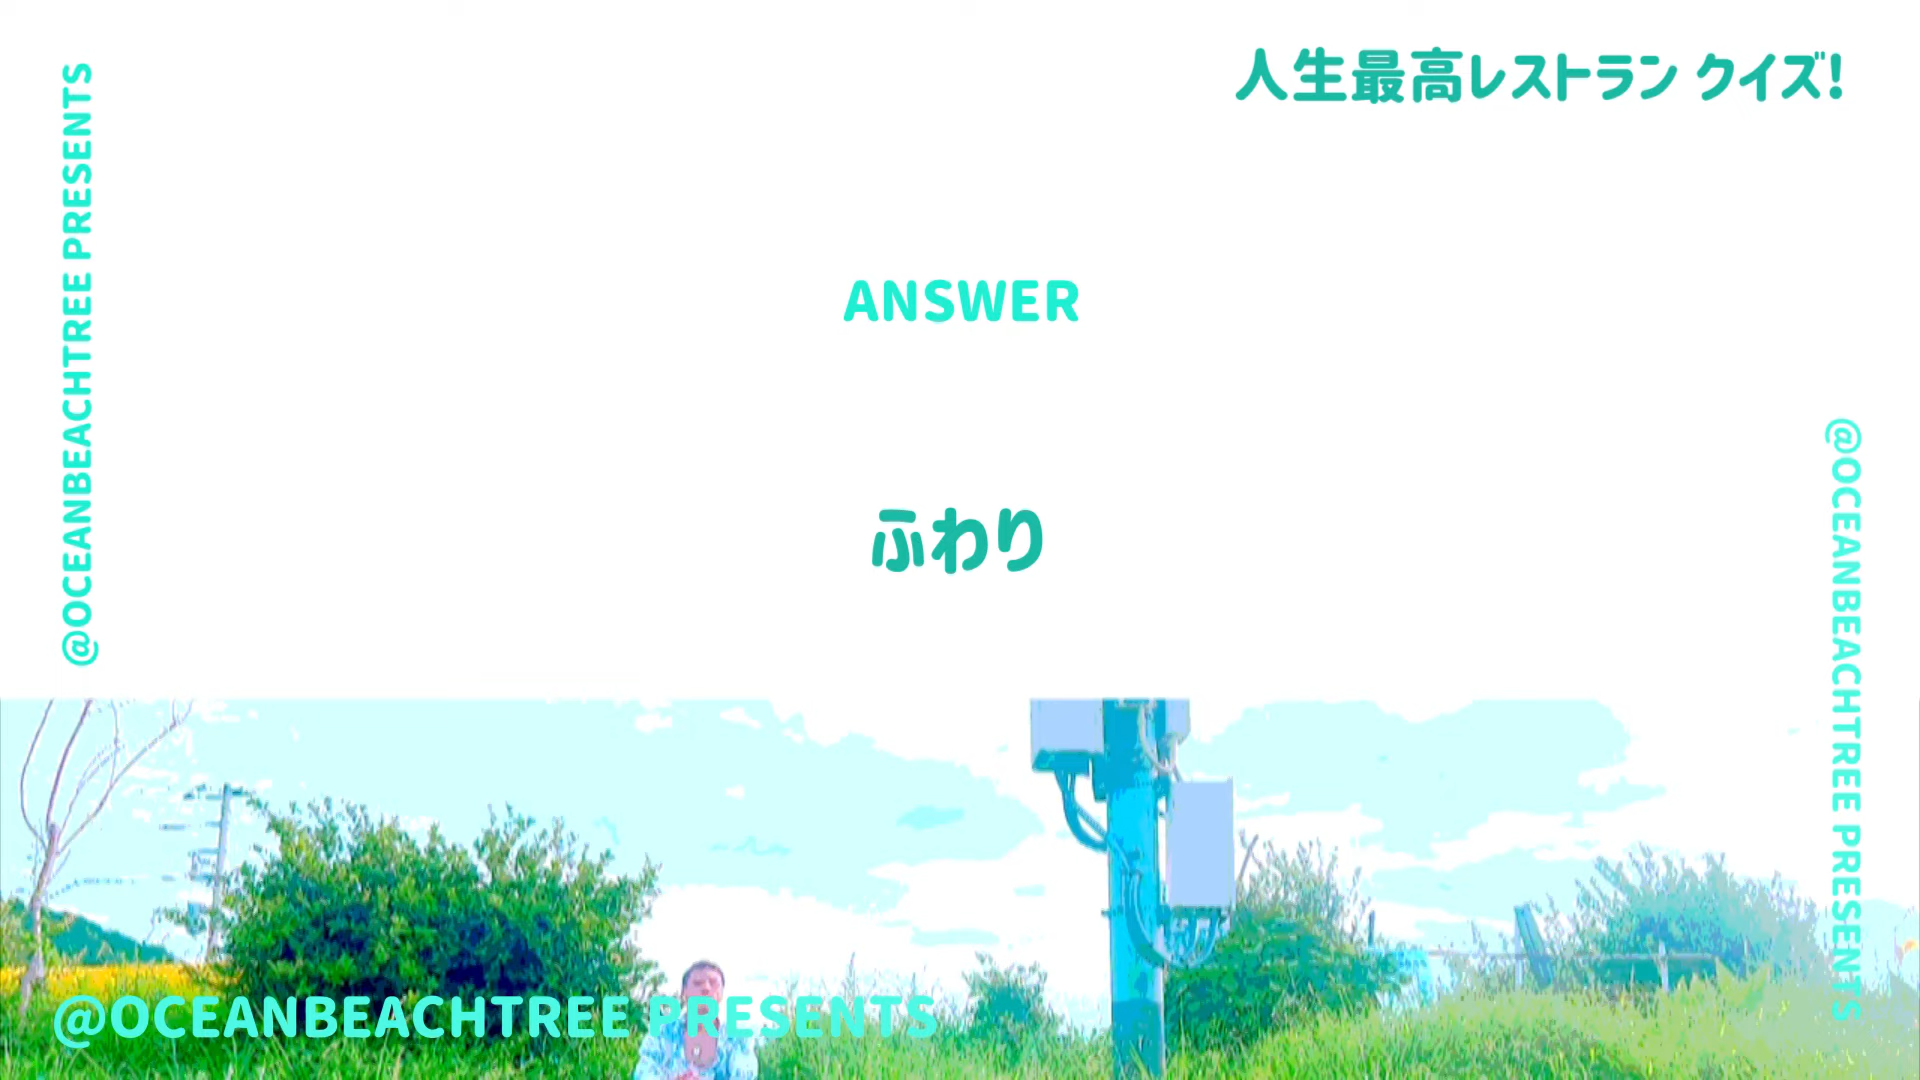 人生最高レストラン クイズ!
@OCEANBEACHTREE PRESENTS
ANSWER
ふわり
@OCEANBEACHTREE PRESENTS
@OCEANBEACHTREE PRESENTS